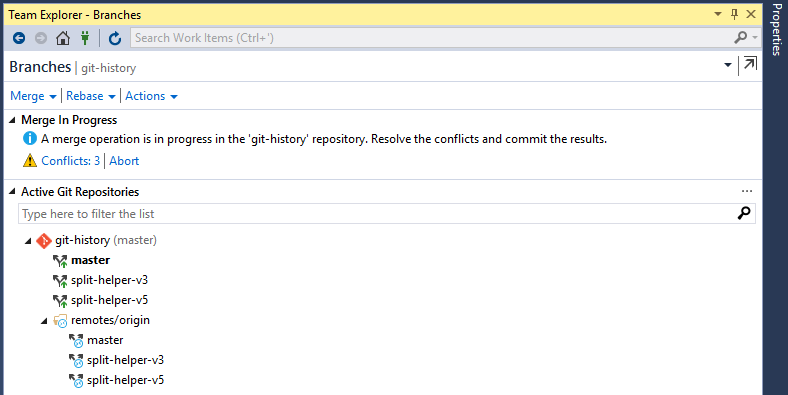 Team Explorer - Branches
Search Work Items (Ctrl+')
Branches | git-history
Merge Rebase Actions
Merge In Progress
A merge operation is in progress in the 'git-history' repository. Resolve the conflicts and commit the results.
Conflicts: 3 | Abort
Active Git Repositories
Type here to filter the list
git-history (master)
master
split-helper-v3
split-helper-v5
remotes/origin
master
split-helper-v3
split-helper-v5
Properties